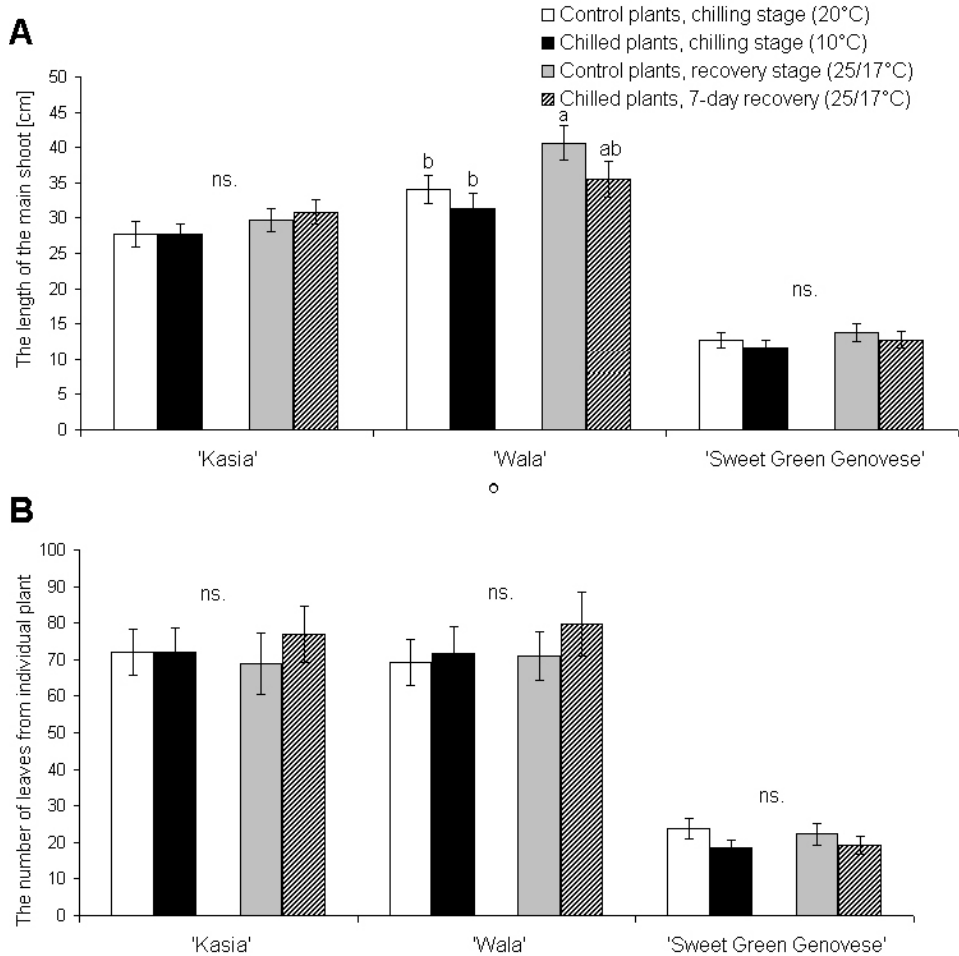 A
Control plants, chilling stage (20°C)
Chilled plants, chilling stage (10°C)
Control plants, recovery stage (25/17°C)
Chilled plants, 7-day recovery (25/17°C)
The length of the main shoot [cm]
50
45
40
35
30
25
20
15
10
5
0
ns.
b
b
a
ab
ns.
'Kasia'
'Wala'
'Sweet Green Genovese'
B
The number of leaves from individual plant
100
90
80
70
60
50
40
30
20
10
0
ns.
ns.
ns.
'Kasia'
'Wala'
'Sweet Green Genovese'